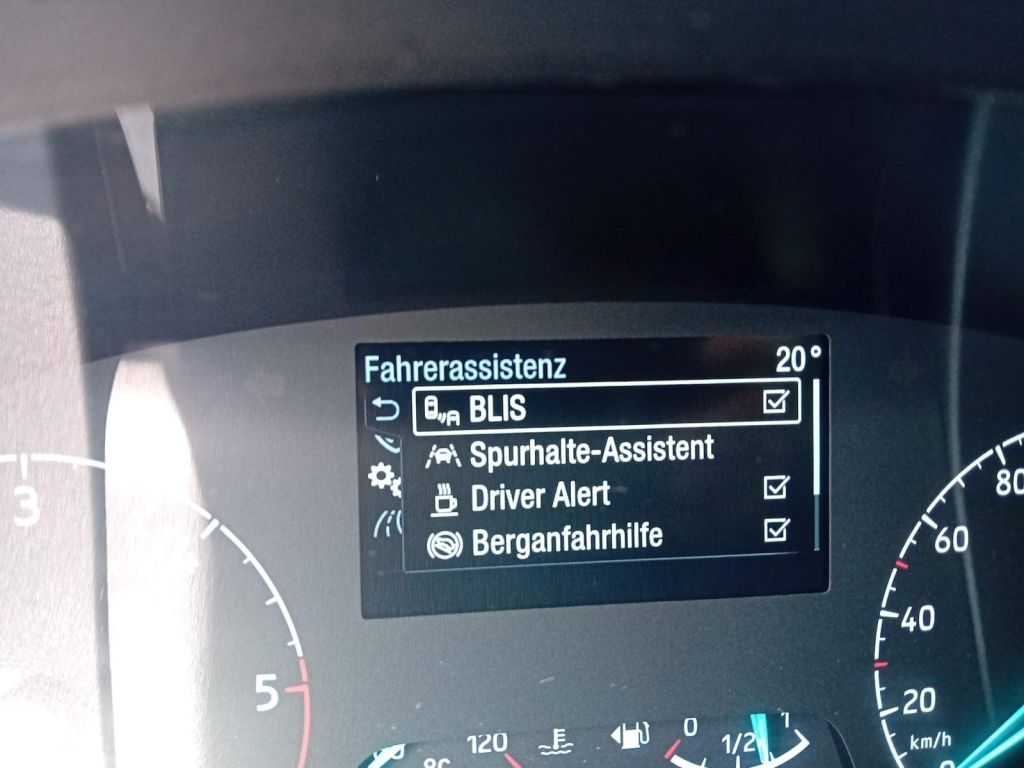 Fahrerassistenz 20°
BLIS
Spurhalte-Assistent
Driver Alert
Berganfahrhilfe
3
5
80
60
40
20
km/h
0
120
°C
0
1/2
1